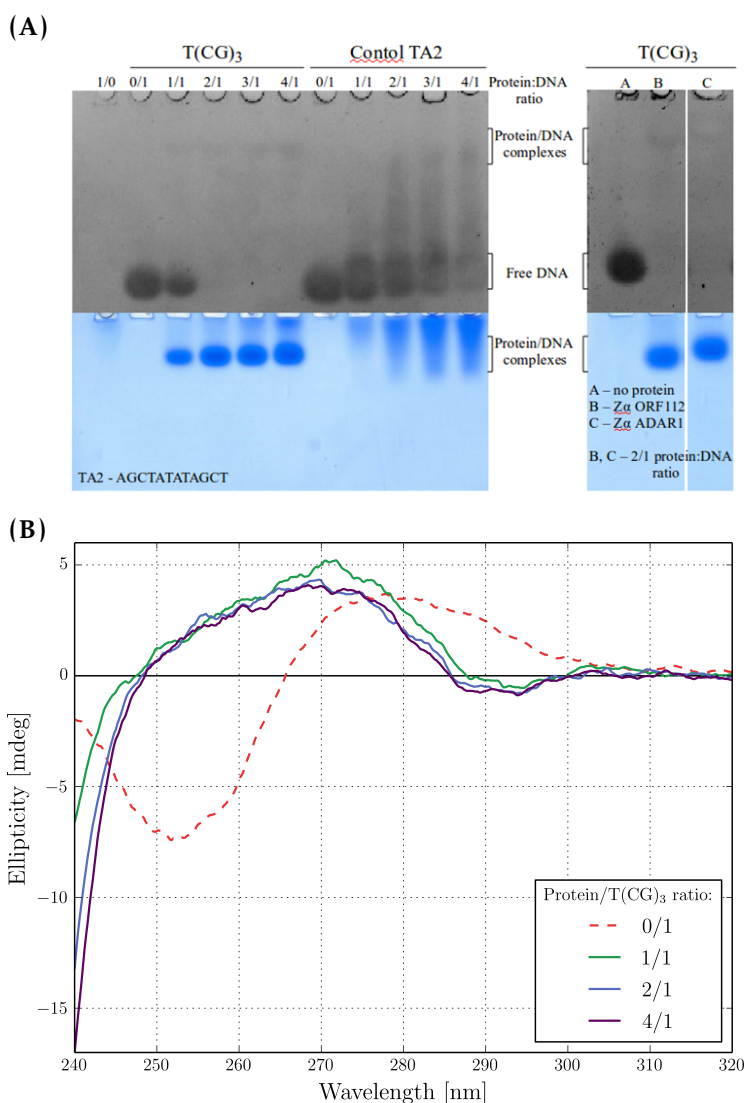 (A)
T(CG)₃
Contol TA2
T(CG)₃
1/0 0/1 1/1 2/1 3/1 4/1 0/1 1/1 2/1 3/1 4/1
Protein:DNA
ratio
A B C
Protein/DNA
complexes
Free DNA
Protein/DNA
complexes
A – no protein
B – Zα ORF112
C – Zα ADAR1
B, C – 2/1 protein:DNA
ratio
TA2 - AGCTATATAGCT
(B)
5
0
−5
−10
−15
Ellipticity [mdeg]
Protein/T(CG)₃ ratio:
0/1
1/1
2/1
4/1
240 250 260 270 280 290 300 310 320
Wavelength [nm]